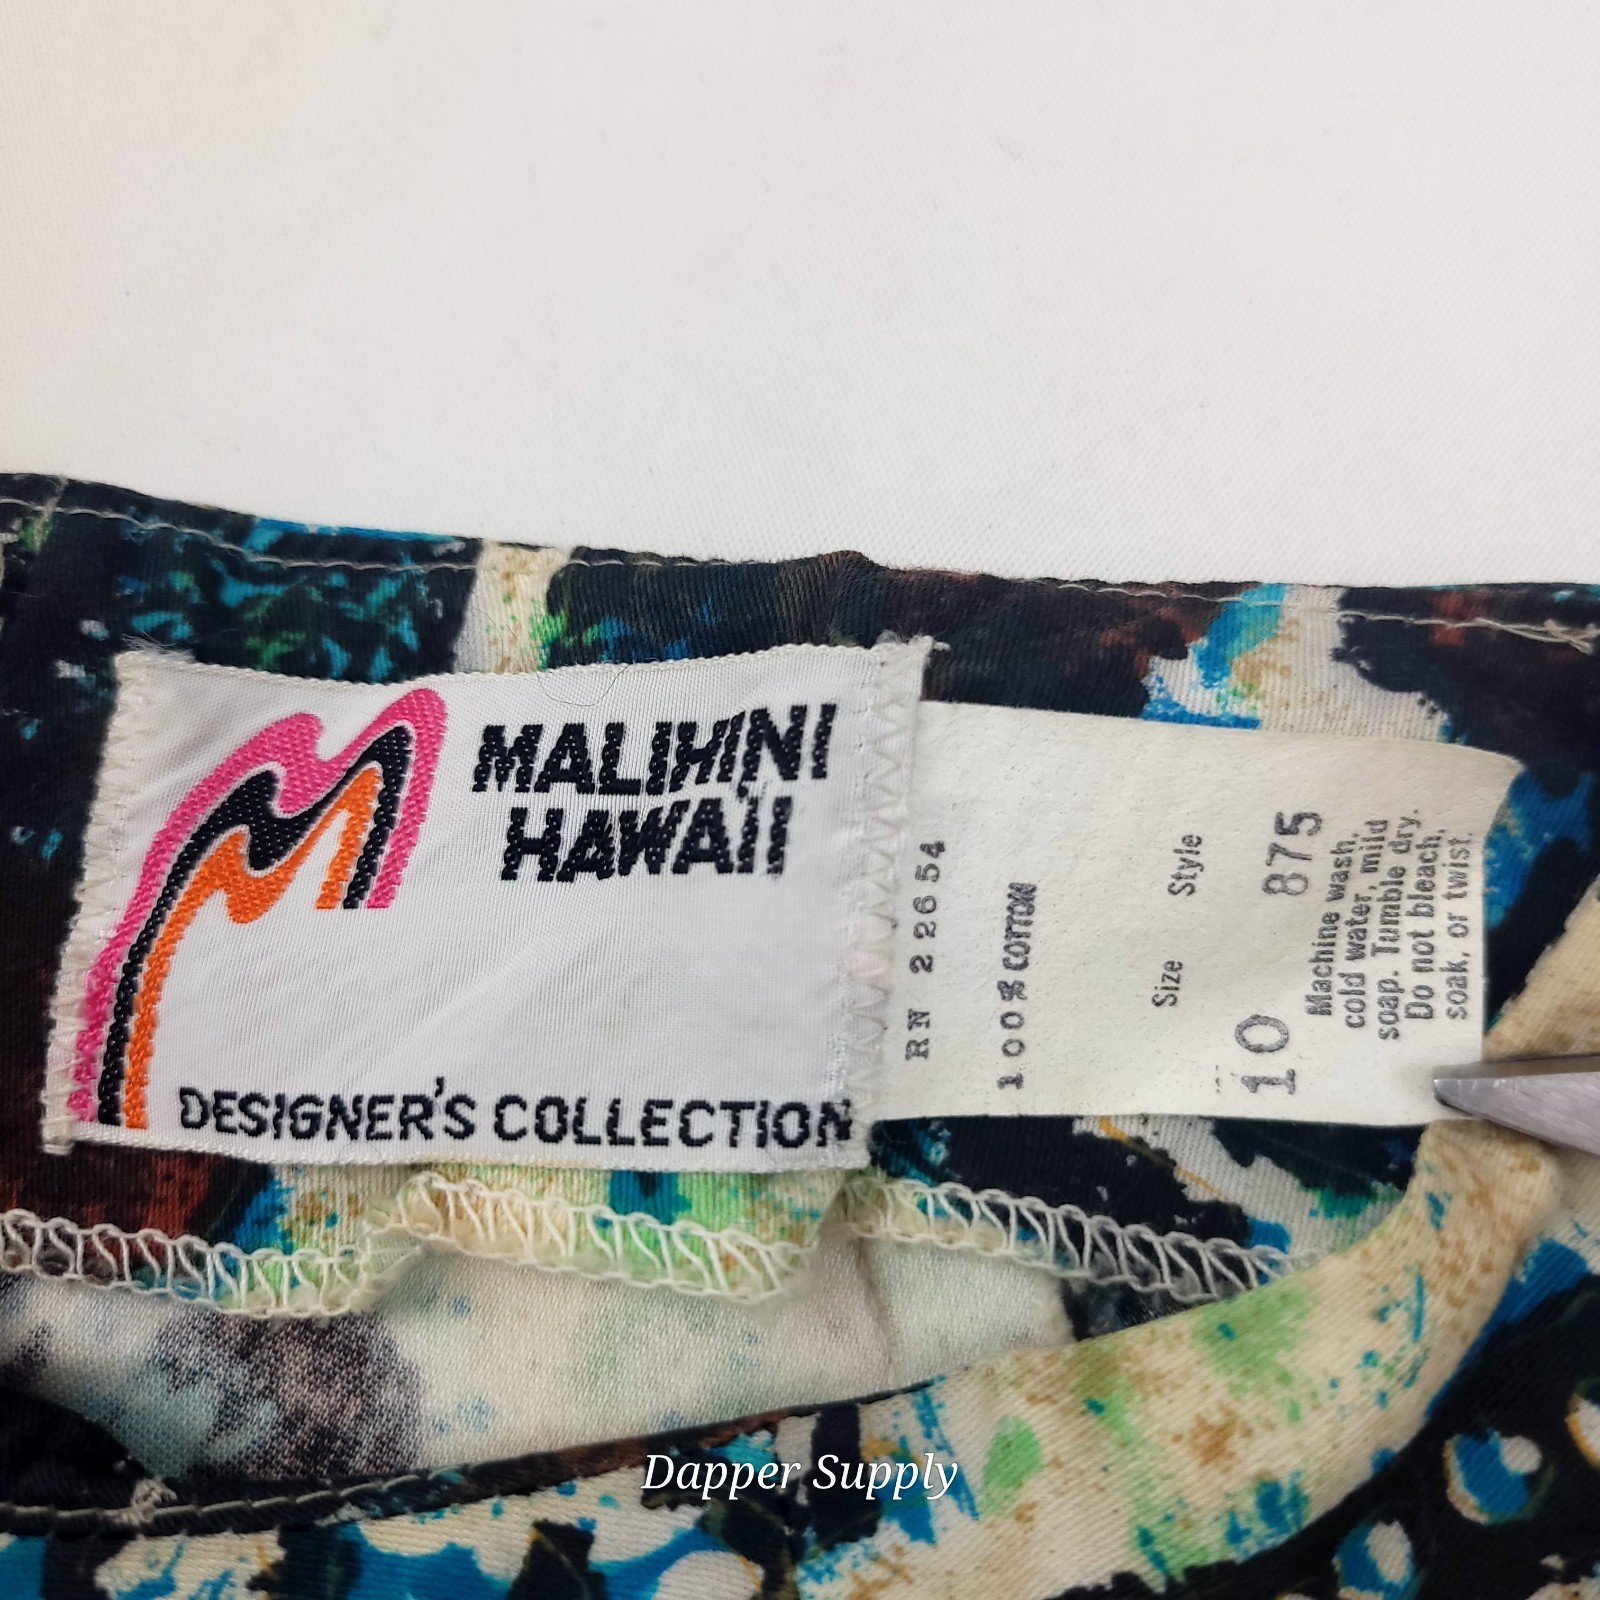 MALIHINI
HAWAII
DESIGNER'S COLLECTION
RN 22654
100% COTTON
Size Style
10 875
Machine wash,
cold water, mild
soap. Tumble dry.
Do not bleach,
soak, or twist.
Dapper Supply